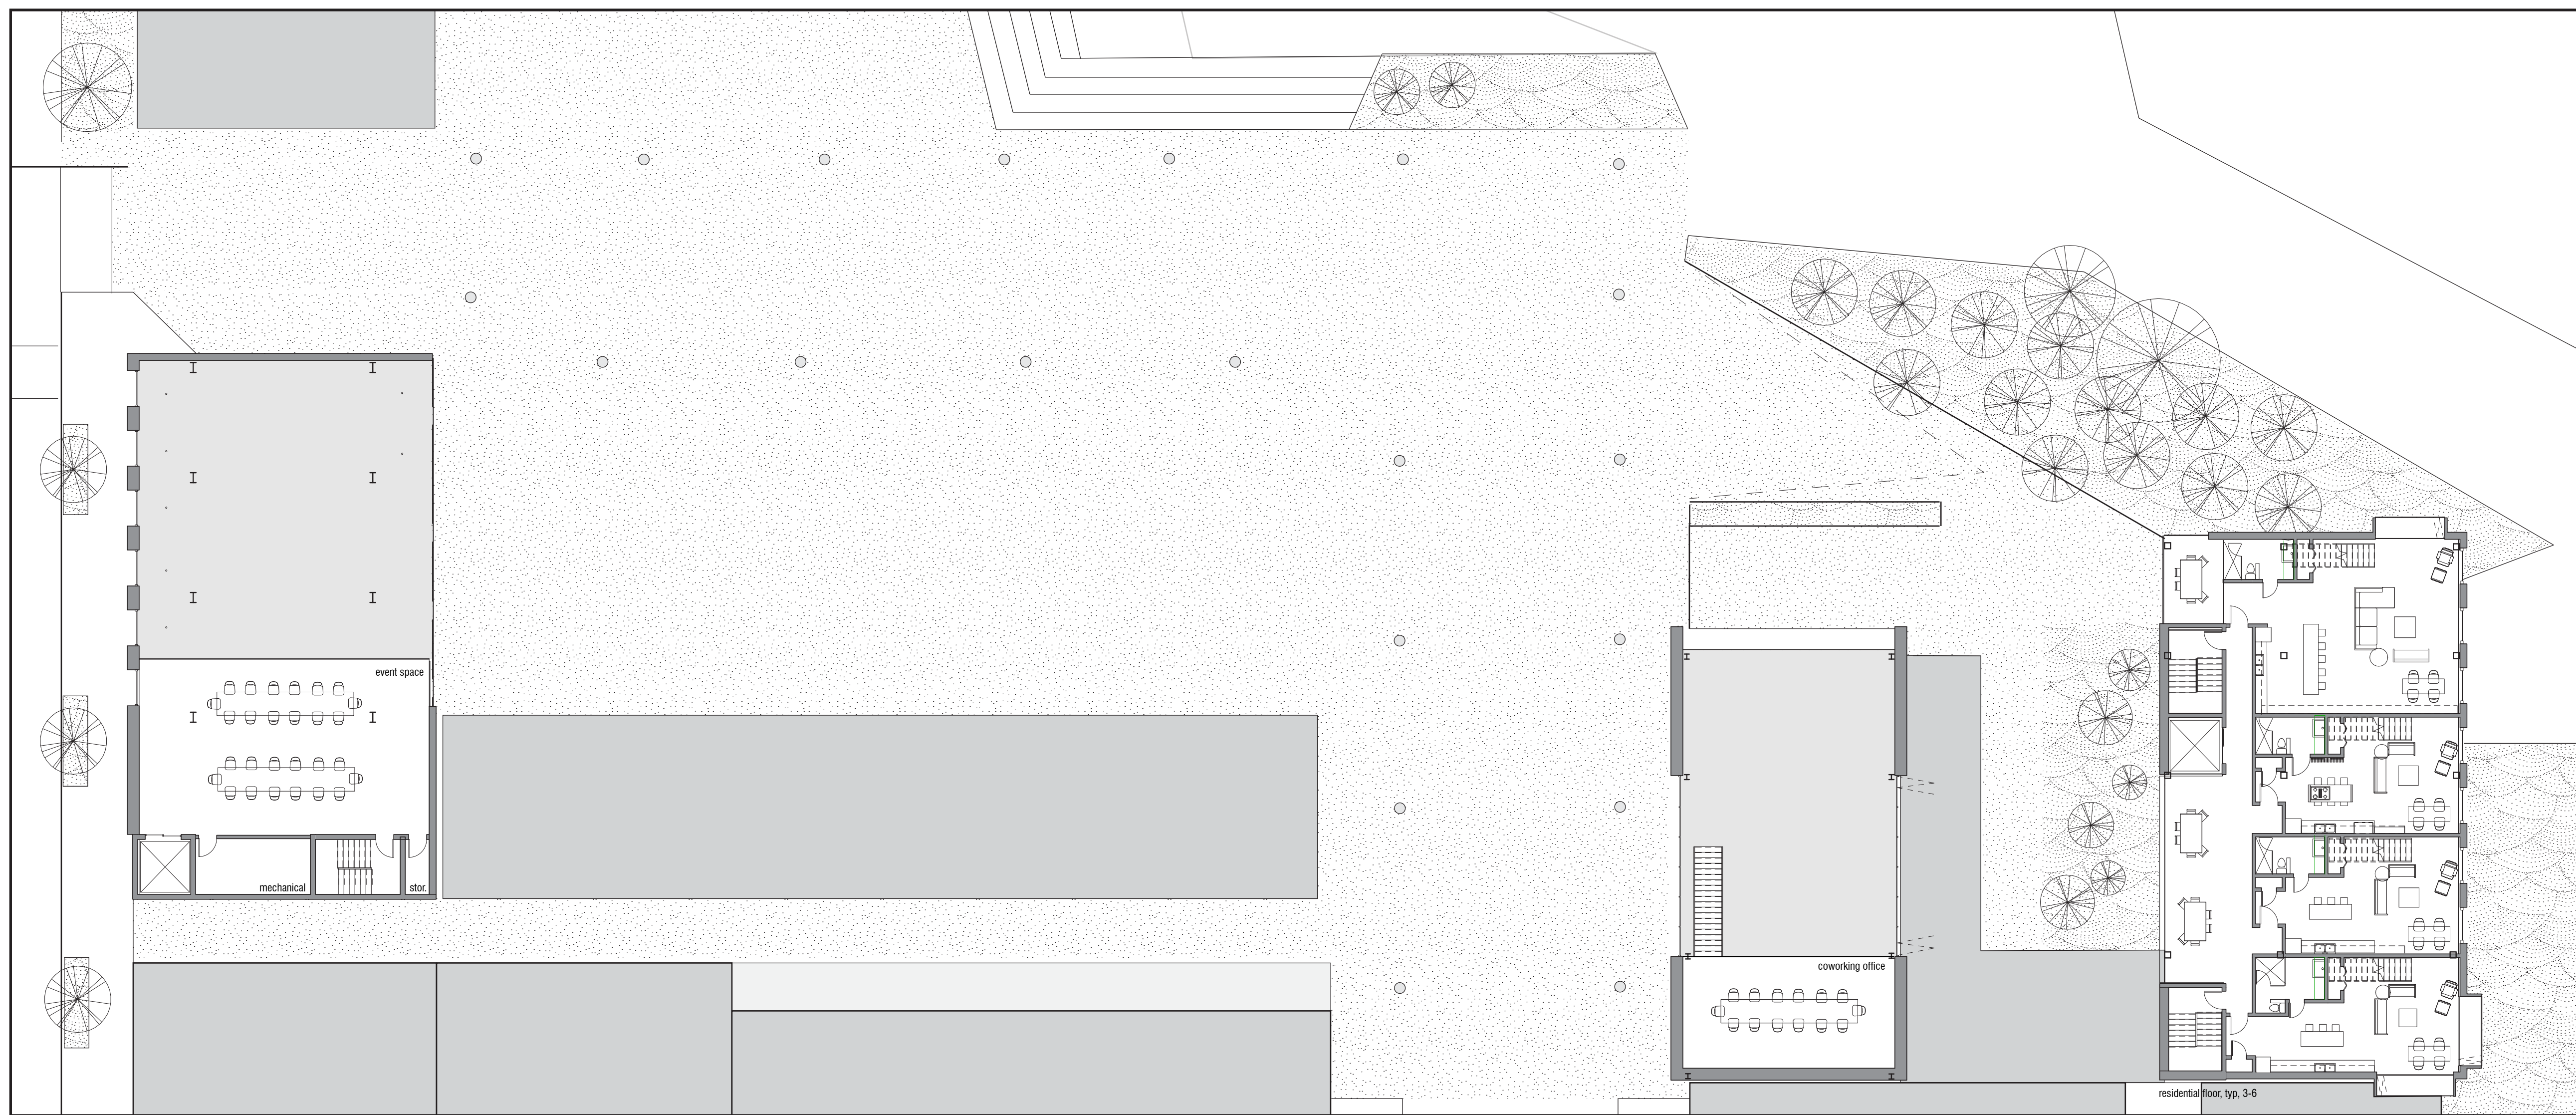 event space
mechanical
stor.
coworking office
residential floor, typ, 3-6